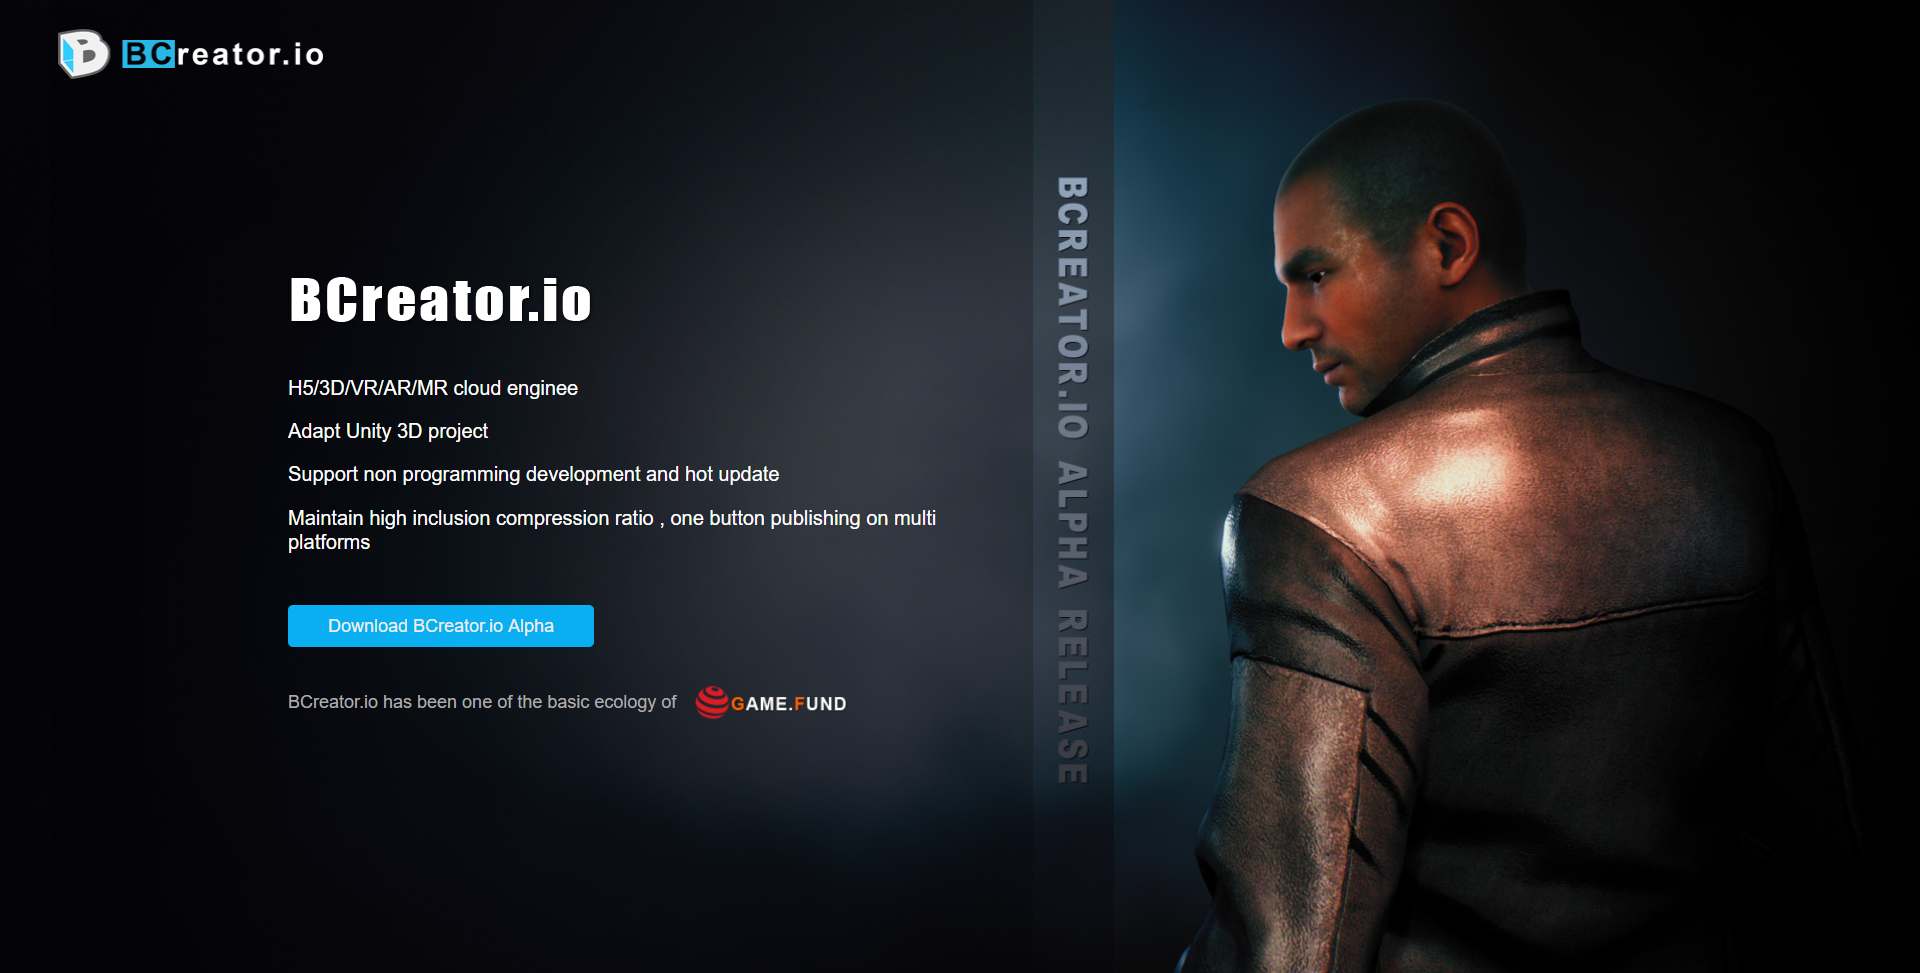 BCreator.io
BCreator.io
H5/3D/VR/AR/MR cloud enginee
Adapt Unity 3D project
Support non programming development and hot update
Maintain high inclusion compression ratio , one button publishing on multi
platforms
Download BCreator.io Alpha
BCreator.io has been one of the basic ecology of GAME.FUND
BCREATOR.IO ALPHA RELEASE